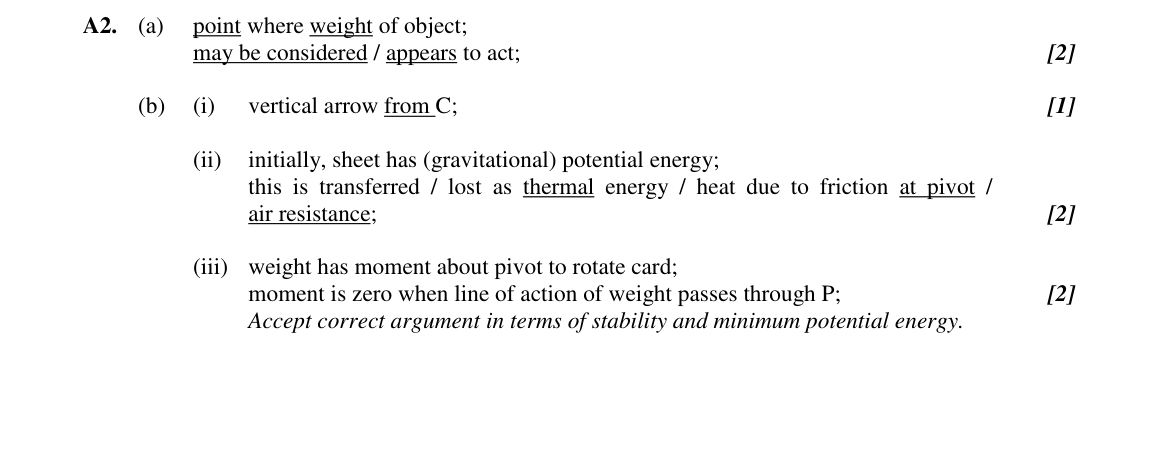 A2. (a) point where weight of object;
may be considered / appears to act; [2]
(b) (i) vertical arrow from C; [1]
(ii) initially, sheet has (gravitational) potential energy;
this is transferred / lost as thermal energy / heat due to friction at pivot /
air resistance; [2]
(iii) weight has moment about pivot to rotate card;
moment is zero when line of action of weight passes through P; [2]
Accept correct argument in terms of stability and minimum potential energy.